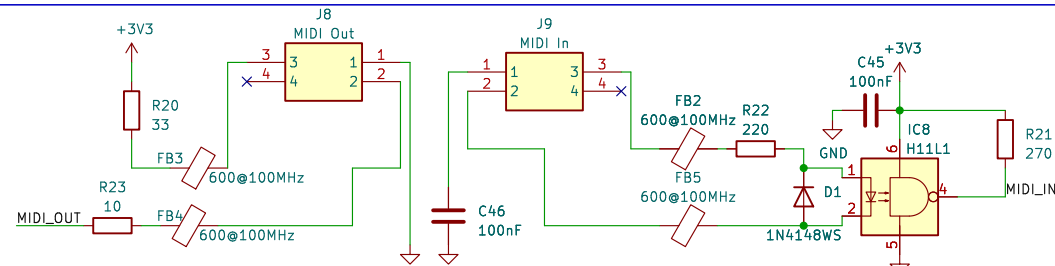 J8
MIDI Out
+3V3
3
3
1
1
4
4
2
2
R20
33
FB3
600@100MHz
R23
10
MIDI_OUT
FB4
600@100MHz
J9
MIDI In
1
1
3
3
2
2
4
4
C46
100nF
FB2
600@100MHz
R22
220
FB5
600@100MHz
D1
1N4148WS
+3V3
C45
100nF
GND
IC8
H11L1
6
1
2
4
5
R21
270
MIDI_IN